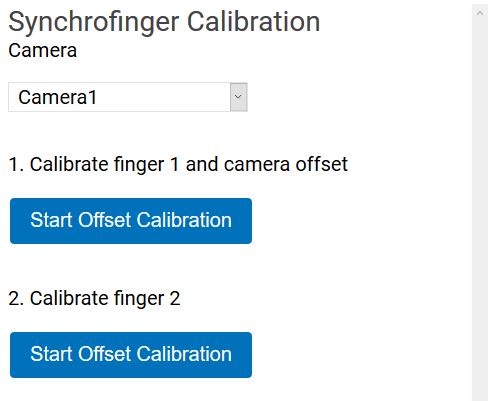 Synchrofinger Calibration
Camera
Camera1
1. Calibrate finger 1 and camera offset
Start Offset Calibration
2. Calibrate finger 2
Start Offset Calibration